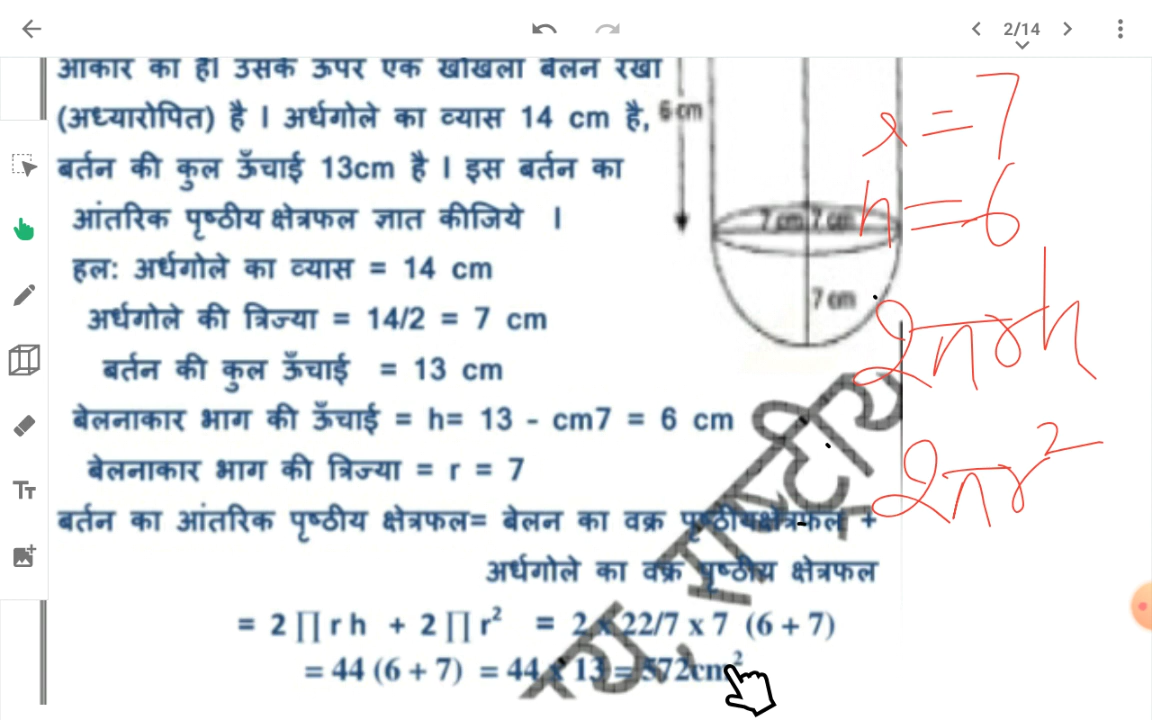 2/14
आकार का है। उसके ऊपर एक खोखला बेलन रखा
(अध्यारोपित) है । अर्धगोले का व्यास 14 cm है,
6 cm
x = 7
बर्तन की कुल ऊँचाई 13cm है । इस बर्तन का
आंतरिक पृष्ठीय क्षेत्रफल ज्ञात कीजिये ।
7 cm 7 cm
h = 6
हल: अर्धगोले का व्यास = 14 cm
7 cm
अर्धगोले की त्रिज्या = 14/2 = 7 cm
2πrh
बर्तन की कुल ऊँचाई = 13 cm
बेलनाकार भाग की ऊँचाई = h= 13 - cm7 = 6 cm
बेलनाकार भाग की त्रिज्या = r = 7
2πr²
बर्तन का आंतरिक पृष्ठीय क्षेत्रफल= बेलन का वक्र पृष्ठीयक्षेत्रफल +
अर्धगोले का वक्र पृष्ठीय क्षेत्रफल
= 2 ∏ r h + 2 ∏ r² = 2 x 22/7 x 7 (6 + 7)
= 44 (6 + 7) = 44 x 13 = 572cm²
Tт
राष्ट्रीय